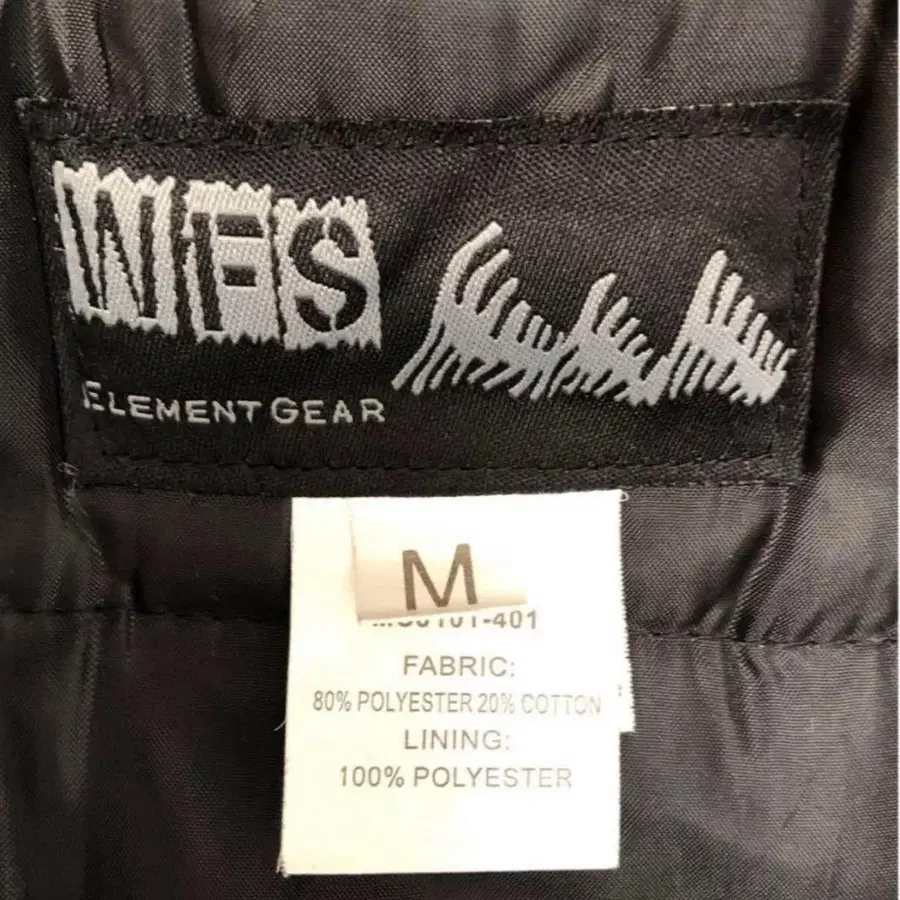 WFS
ELEMENT GEAR
M
FABRIC:
80% POLYESTER 20% COTTON
LINING:
100% POLYESTER